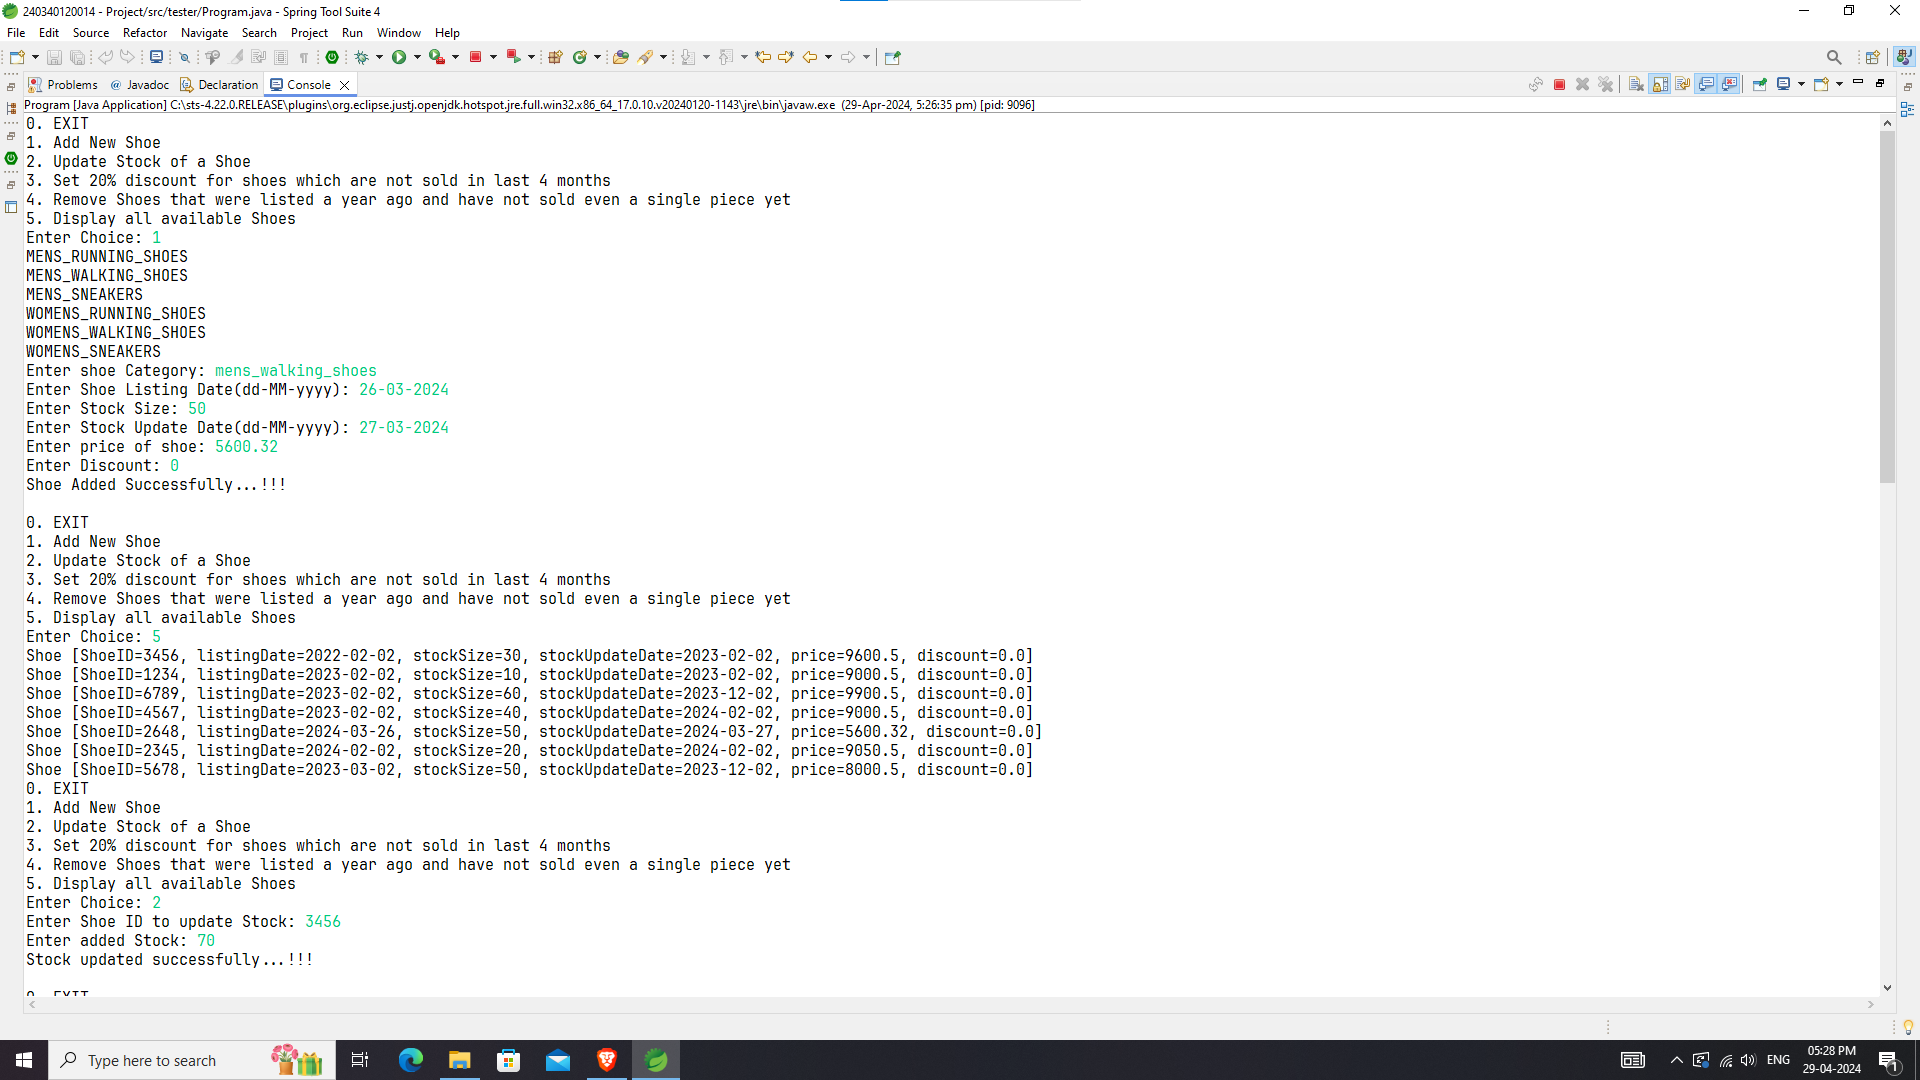 240340120014 - Project/src/tester/Program.java - Spring Tool Suite 4
File Edit Source Refactor Navigate Search Project Run Window Help
Problems @ Javadoc Declaration Console
Program [Java Application] C:\sts-4.22.0.RELEASE\plugins\org.eclipse.justj.openjdk.hotspot.jre.full.win32.x86_64_17.0.10.v20240120-1143\jre\bin\javaw.exe (29-Apr-2024, 5:26:35 pm) [pid: 9096]
0. EXIT
1. Add New Shoe
2. Update Stock of a Shoe
3. Set 20% discount for shoes which are not sold in last 4 months
4. Remove Shoes that were listed a year ago and have not sold even a single piece yet
5. Display all available Shoes
Enter Choice: 1
MENS_RUNNING_SHOES
MENS_WALKING_SHOES
MENS_SNEAKERS
WOMENS_RUNNING_SHOES
WOMENS_WALKING_SHOES
WOMENS_SNEAKERS
Enter shoe Category: mens_walking_shoes
Enter Shoe Listing Date(dd-MM-yyyy): 26-03-2024
Enter Stock Size: 50
Enter Stock Update Date(dd-MM-yyyy): 27-03-2024
Enter price of shoe: 5600.32
Enter Discount: 0
Shoe Added Successfully...!!!
0. EXIT
1. Add New Shoe
2. Update Stock of a Shoe
3. Set 20% discount for shoes which are not sold in last 4 months
4. Remove Shoes that were listed a year ago and have not sold even a single piece yet
5. Display all available Shoes
Enter Choice: 5
Shoe [ShoeID=3456, listingDate=2022-02-02, stockSize=30, stockUpdateDate=2023-02-02, price=9600.5, discount=0.0]
Shoe [ShoeID=1234, listingDate=2023-02-02, stockSize=10, stockUpdateDate=2023-02-02, price=9000.5, discount=0.0]
Shoe [ShoeID=6789, listingDate=2023-02-02, stockSize=60, stockUpdateDate=2023-12-02, price=9900.5, discount=0.0]
Shoe [ShoeID=4567, listingDate=2023-02-02, stockSize=40, stockUpdateDate=2024-02-02, price=9000.5, discount=0.0]
Shoe [ShoeID=2648, listingDate=2024-03-26, stockSize=50, stockUpdateDate=2024-03-27, price=5600.32, discount=0.0]
Shoe [ShoeID=2345, listingDate=2024-02-02, stockSize=20, stockUpdateDate=2024-02-02, price=9050.5, discount=0.0]
Shoe [ShoeID=5678, listingDate=2023-03-02, stockSize=50, stockUpdateDate=2023-12-02, price=8000.5, discount=0.0]
0. EXIT
1. Add New Shoe
2. Update Stock of a Shoe
3. Set 20% discount for shoes which are not sold in last 4 months
4. Remove Shoes that were listed a year ago and have not sold even a single piece yet
5. Display all available Shoes
Enter Choice: 2
Enter Shoe ID to update Stock: 3456
Enter added Stock: 70
Stock updated successfully...!!!
0. EXIT
Type here to search
ENG
05:28 PM
29-04-2024
1